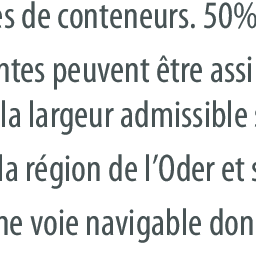 es de conteneurs. 50%
ntes peuvent être assi
la largeur admissible
la région de l’Oder et s
ne voie navigable don